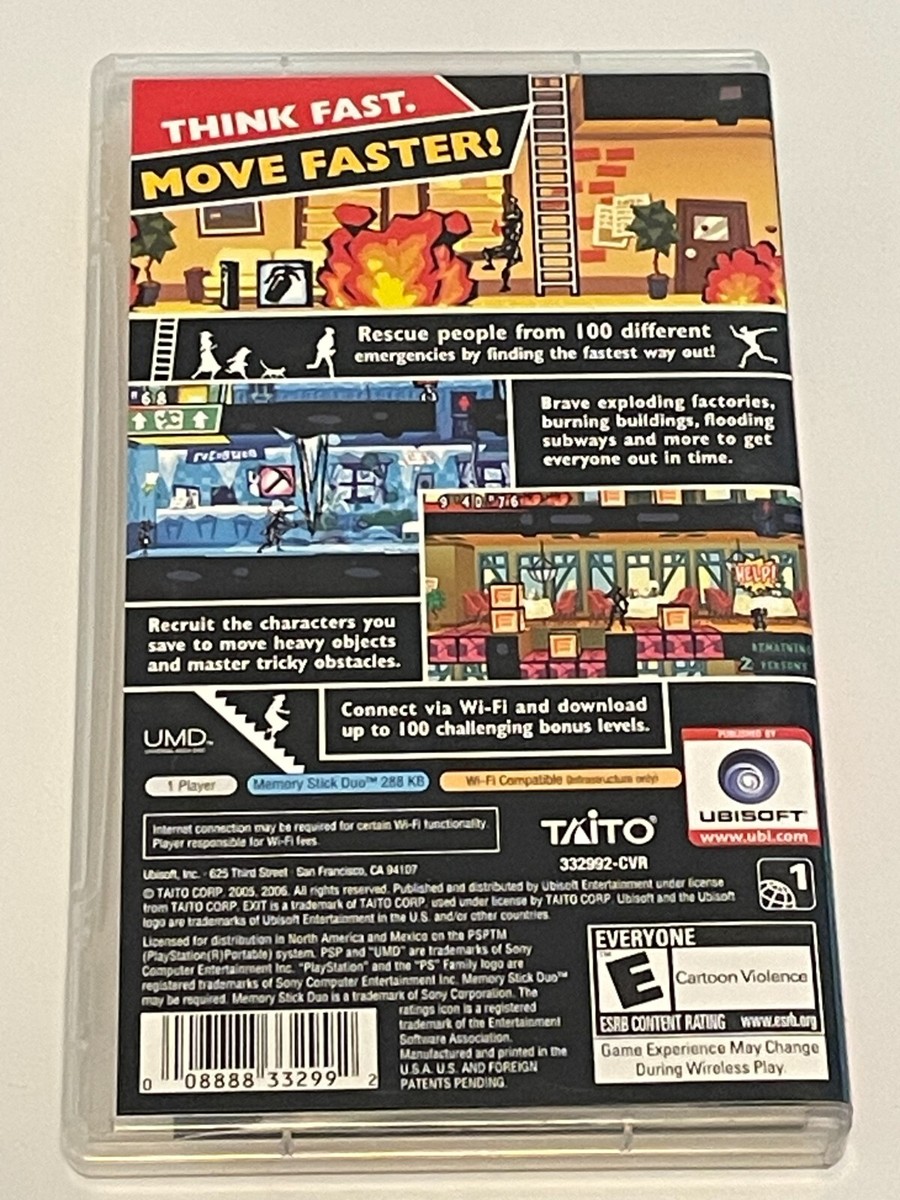 THINK FAST.
MOVE FASTER!
Rescue people from 100 different
emergencies by finding the fastest way out!
68
Brave exploding factories,
burning buildings, flooding
subways and more to get
everyone out in time.
9 40 76
HELP!
REMAINING
2 PERSONS
Recruit the characters you
save to move heavy objects
and master tricky obstacles.
Connect via Wi-Fi and download
up to 100 challenging bonus levels.
UMD™
PUBLISHED BY
UBISOFT
www.ubi.com
1 Player
Memory Stick Duo™ 288 KB
Wi-Fi Compatible (infrastructure only)
Internet connection may be required for certain Wi-Fi functionality.
Player responsible for Wi-Fi fees.
TAITO®
332992-CVR
1
Ubisoft, Inc. · 625 Third Street · San Francisco, CA 94107
© TAITO CORP. 2005, 2006. All rights reserved. Published and distributed by Ubisoft Entertainment under license
from TAITO CORP. EXIT is a trademark of TAITO CORP. used under license by TAITO CORP. Ubisoft and the Ubisoft
logo are trademarks of Ubisoft Entertainment in the U.S. and/or other countries.
Licensed for distribution in North America and Mexico on the PSPTM
(PlayStation(R)Portable) system. PSP and "UMD" are trademarks of Sony
Computer Entertainment Inc. "PlayStation" and the "PS" Family logo are
registered trademarks of Sony Computer Entertainment Inc. Memory Stick Duo™
may be required. Memory Stick Duo is a trademark of Sony Corporation. The
ratings icon is a registered
trademark of the Entertainment
Software Association.
Manufactured and printed in the
U.S.A. U.S. AND FOREIGN
PATENTS PENDING.
EVERYONE
E
Cartoon Violence
ESRB CONTENT RATING www.esrb.org
Game Experience May Change
During Wireless Play.
0 08888 33299 2